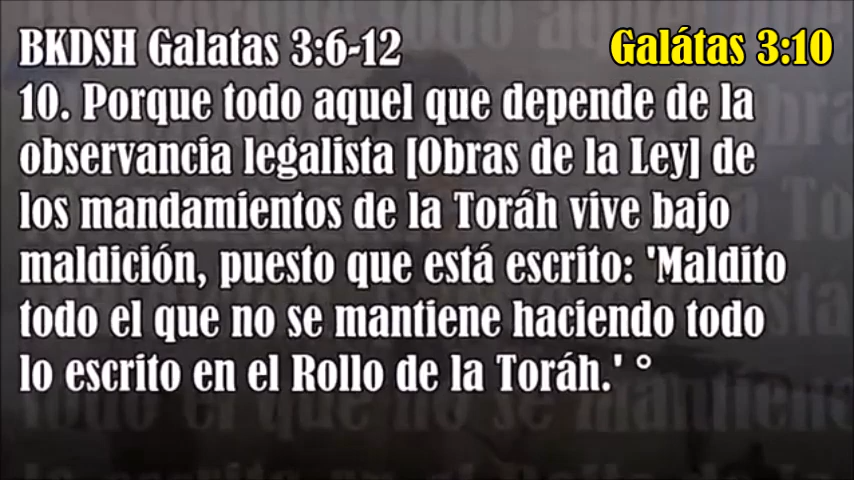 BKDSH Galatas 3:6-12
Galátas 3:10
10. Porque todo aquel que depende de la
observancia legalista [Obras de la Ley] de
los mandamientos de la Toráh vive bajo
maldición, puesto que está escrito: 'Maldito
todo el que no se mantiene haciendo todo
lo escrito en el Rollo de la Toráh.' °